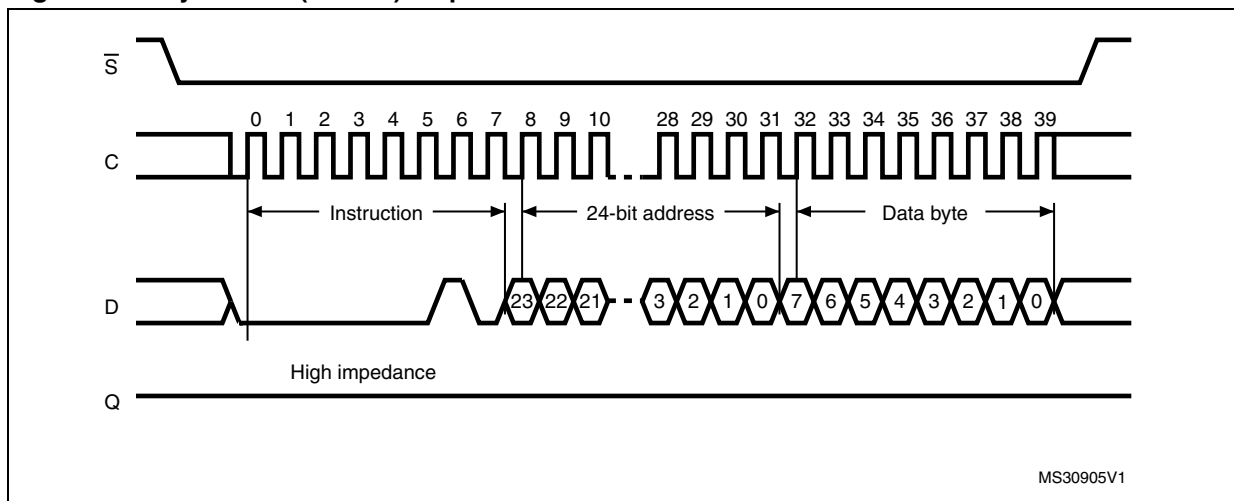 S
0 1 2 3 4 5 6 7 8 9 10 28 29 30 31 32 33 34 35 36 37 38 39
C
Instruction 24-bit address Data byte
D 23 22 21 3 2 1 0 7 6 5 4 3 2 1 0
High impedance
Q
MS30905V1